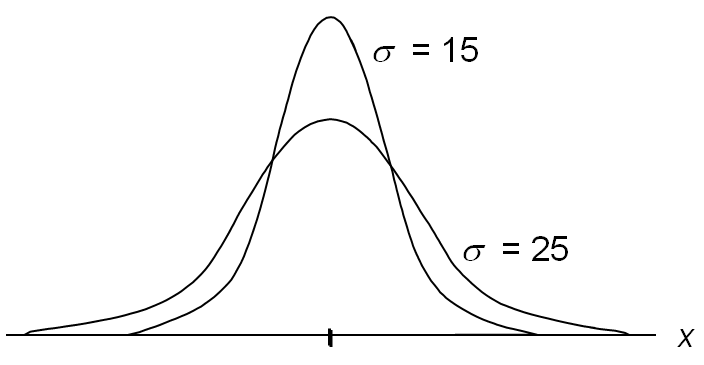 σ = 15
σ = 25
x